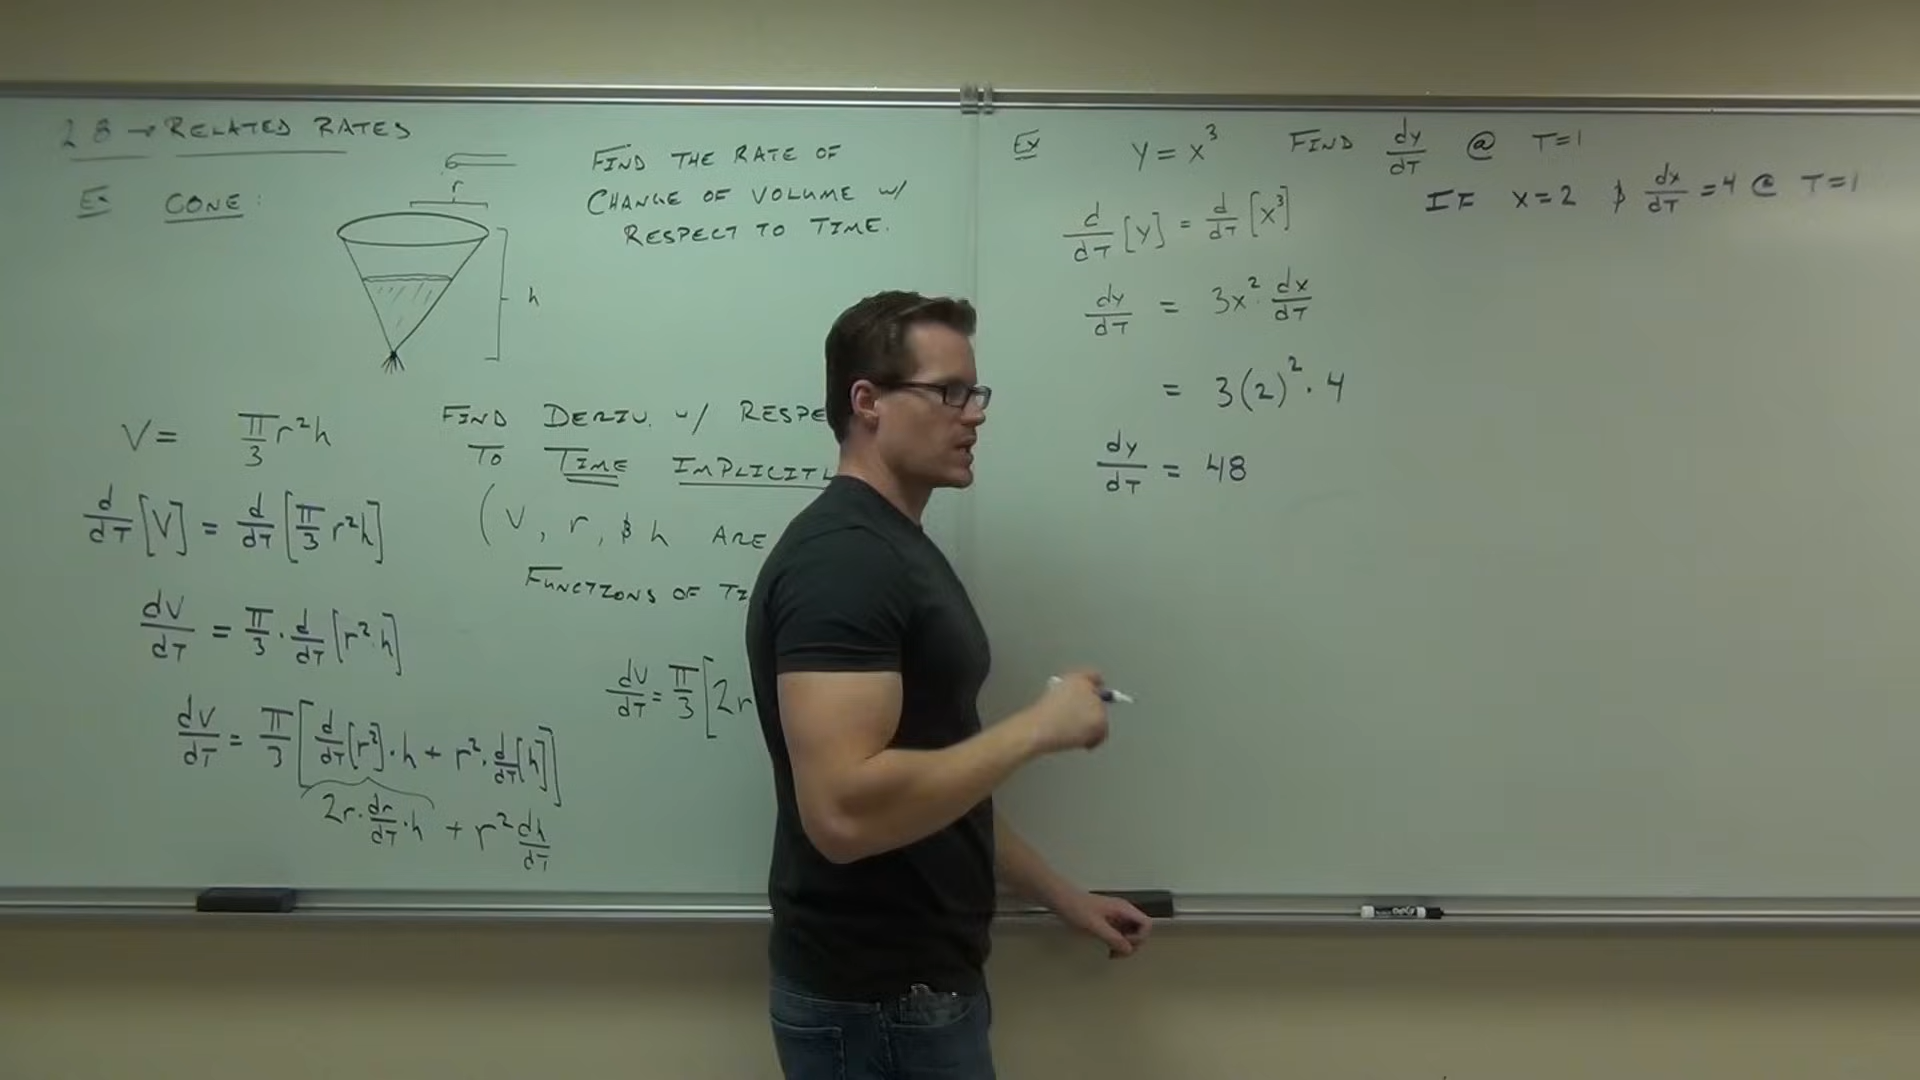 2.8 → RELATED RATES
Ex CONE:
r
h
FIND THE RATE OF
CHANGE OF VOLUME w/
RESPECT TO TIME.
V = π/3 r²h
d/dT [V] = d/dT [π/3 r²h]
dV/dT = π/3 · d/dT [r²·h]
dV/dT = π/3 [d/dT [r²]·h + r²·d/dT [h]]
2r·dr/dT·h + r² dh/dT
FIND DERIV. w/ RESPE
TO TIME IMPLICITL
(V, r, & h ARE
FUNCTIONS OF TI
dV/dT = π/3 [2r
Ex y = x³ FIND dy/dT @ T=1
IF x=2 & dx/dT =4 @ T=1
d/dT [y] = d/dT [x³]
dy/dT = 3x²·dx/dT
= 3(2)²·4
dy/dT = 48
EXPO